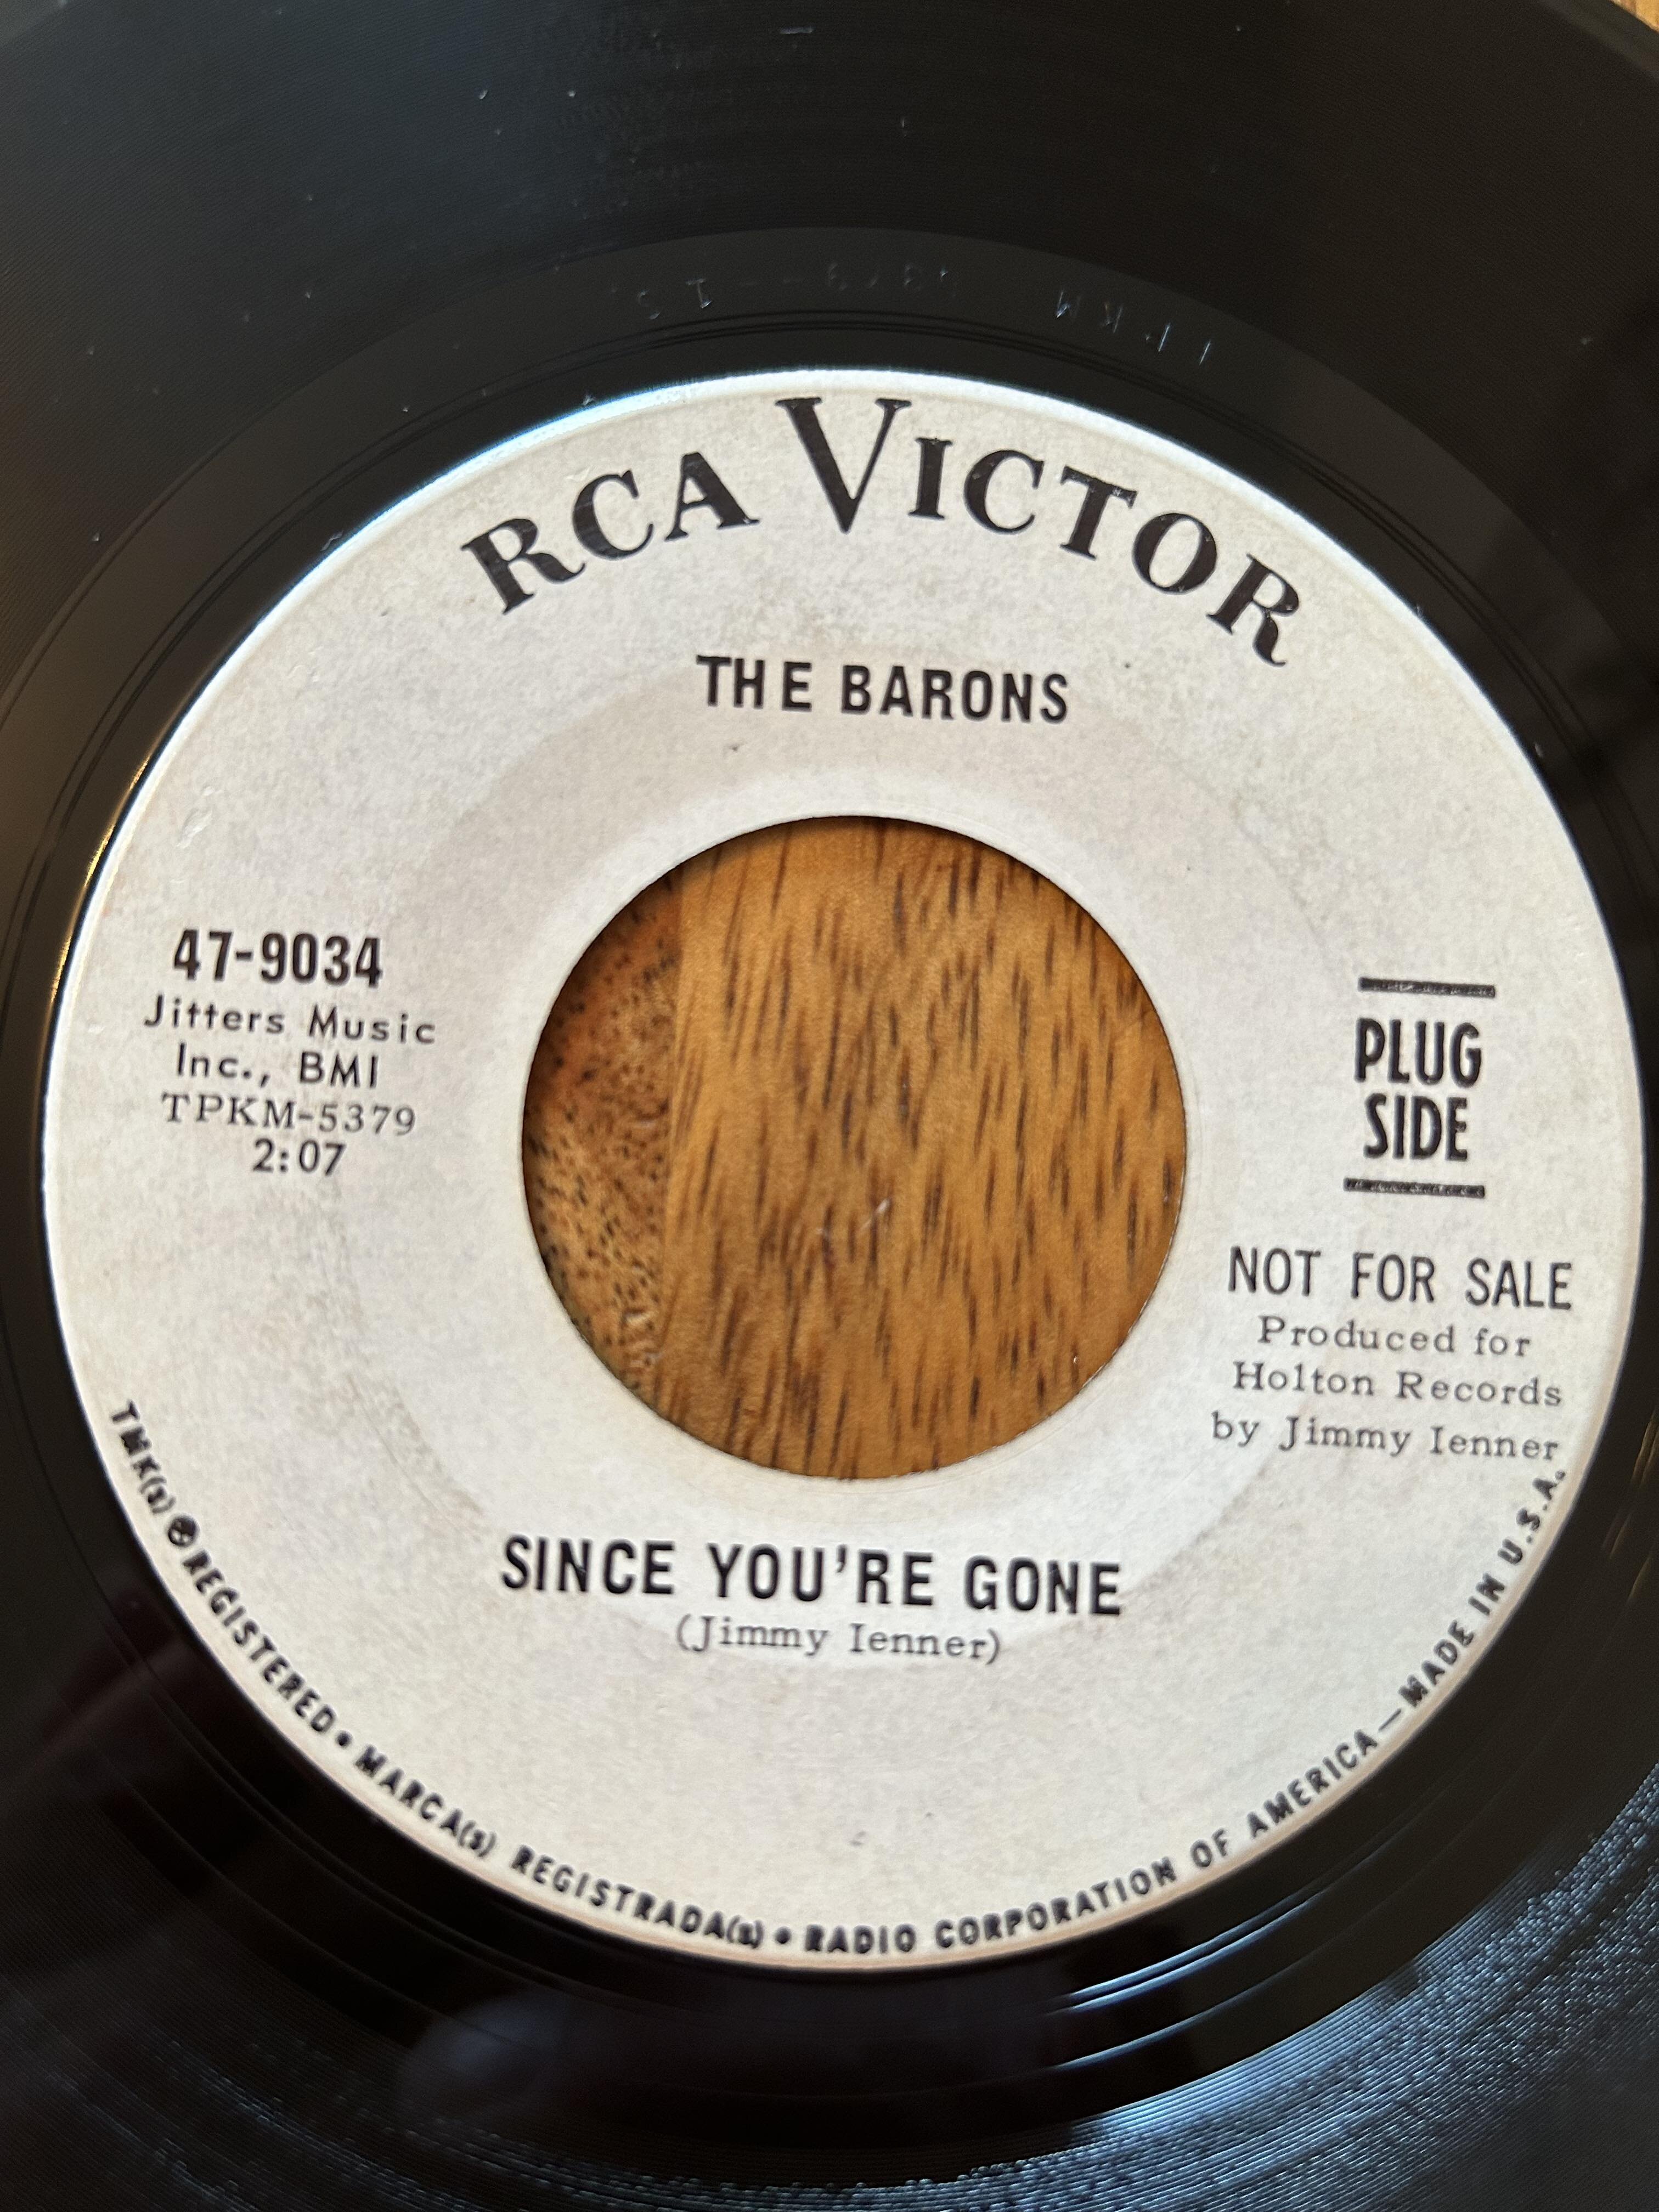 RCA VICTOR
THE BARONS
47-9034
Jitters Music
Inc., BMI
TPKM-5379
2:07
PLUG
SIDE
NOT FOR SALE
Produced for
Holton Records
by Jimmy Ienner
SINCE YOU'RE GONE
(Jimmy Ienner)
TMK(s) ® REGISTERED • MARCA(s) REGISTRADA(s) • RADIO CORPORATION OF AMERICA — MADE IN U.S.A.